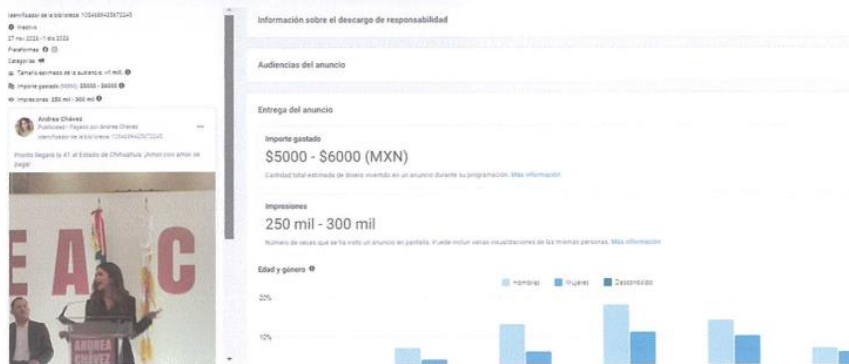 Identificador de la biblioteca:
Inactivo
27 nov 2023 - 1 dic 2023
Plataformas
Categorías
Tamaño estimado de la audiencia: >1 mill.
Importe gastado (MXN): $5000 - $6000
Impresiones: 250 mil - 300 mil
Andrea Chávez
Publicidad • Pagado por Andrea Chávez
Identificador de la biblioteca:
Pronto llegará la 4T al Estado de Chihuahua. ¡Amor con amor se
paga!
E A C
ANDREA
CHÁVEZ
Información sobre el descargo de responsabilidad
Audiencias del anuncio
Entrega del anuncio
Importe gastado
$5000 - $6000 (MXN)
Cantidad total estimada de dinero invertido en un anuncio durante su programación. Más información
Impresiones
250 mil - 300 mil
Número de veces que se ha visto un anuncio en pantalla. Puede incluir varias visualizaciones de las mismas personas. Más información
Edad y género
Hombres Mujeres Desconocido
20%
10%